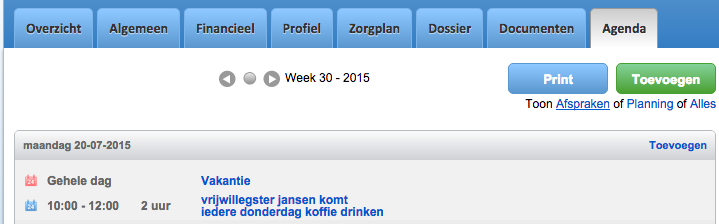 Overzicht Algemeen Financieel Profiel Zorgplan Dossier Documenten Agenda
Week 30 - 2015 Print Toevoegen
Toon Afspraken of Planning of Alles
maandag 20-07-2015 Toevoegen
24 Gehele dag Vakantie
24 10:00 - 12:00 2 uur vrijwillegster jansen komt
iedere donderdag koffie drinken